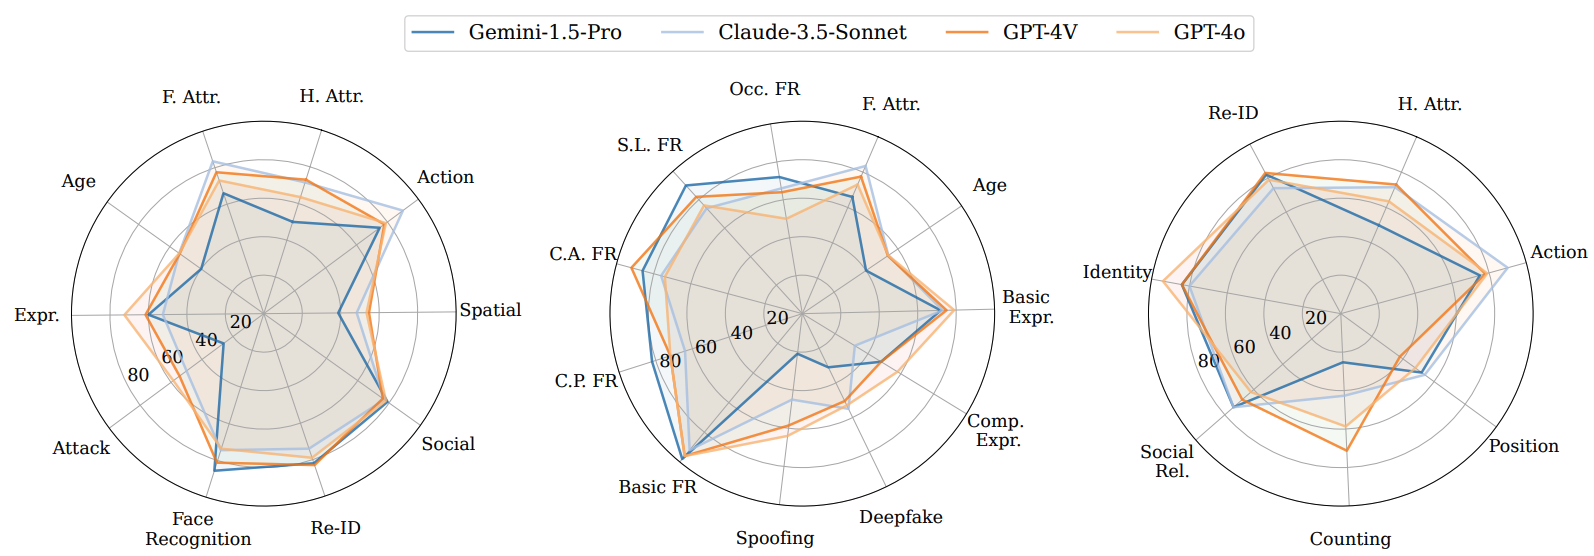 Gemini-1.5-Pro Claude-3.5-Sonnet GPT-4V GPT-4o
F. Attr.
H. Attr.
Age
Action
Expr.
Spatial
20
40
60
80
Attack
Social
Face
Recognition
Re-ID
Occ. FR
F. Attr.
S.L. FR
Age
C.A. FR
Basic
Expr.
20
40
60
80
C.P. FR
Comp.
Expr.
Basic FR
Deepfake
Spoofing
Re-ID
H. Attr.
Identity
Action
20
40
60
80
Social
Rel.
Position
Counting